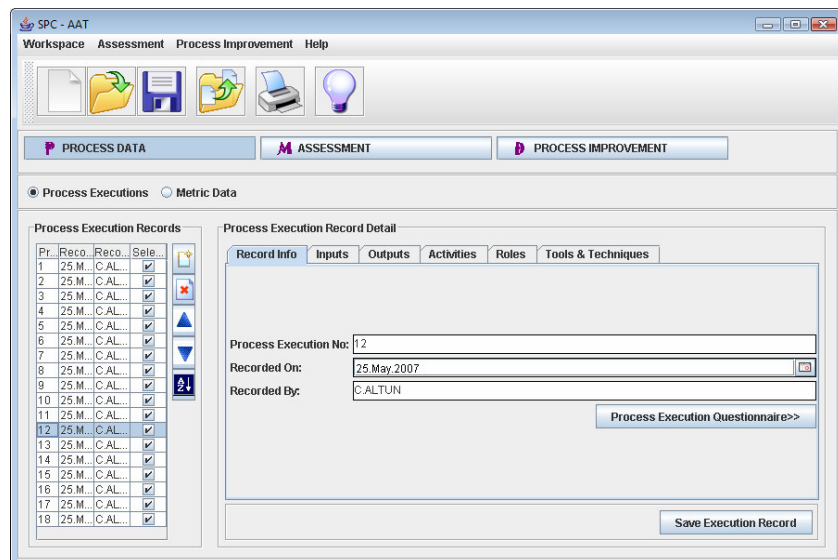 SPC - AAT
Workspace Assessment Process Improvement Help
P PROCESS DATA M ASSESSMENT PROCESS IMPROVEMENT
Process Executions Metric Data
Process Execution Records
Pr... Reco... Reco... Sele...
1 25.M... C.AL...
2 25.M... C.AL...
3 25.M... C.AL...
4 25.M... C.AL...
5 25.M... C.AL...
6 25.M... C.AL...
7 25.M... C.AL...
8 25.M... C.AL...
9 25.M... C.AL...
10 25.M... C.AL...
11 25.M... C.AL...
12 25.M... C.AL...
13 25.M... C.AL...
14 25.M... C.AL...
15 25.M... C.AL...
16 25.M... C.AL...
17 25.M... C.AL...
18 25.M... C.AL...
A Z
Process Execution Record Detail
Record Info Inputs Outputs Activities Roles Tools & Techniques
Process Execution No: 12
Recorded On: 25.May.2007
Recorded By: C.ALTUN
Process Execution Questionnaire>>
Save Execution Record